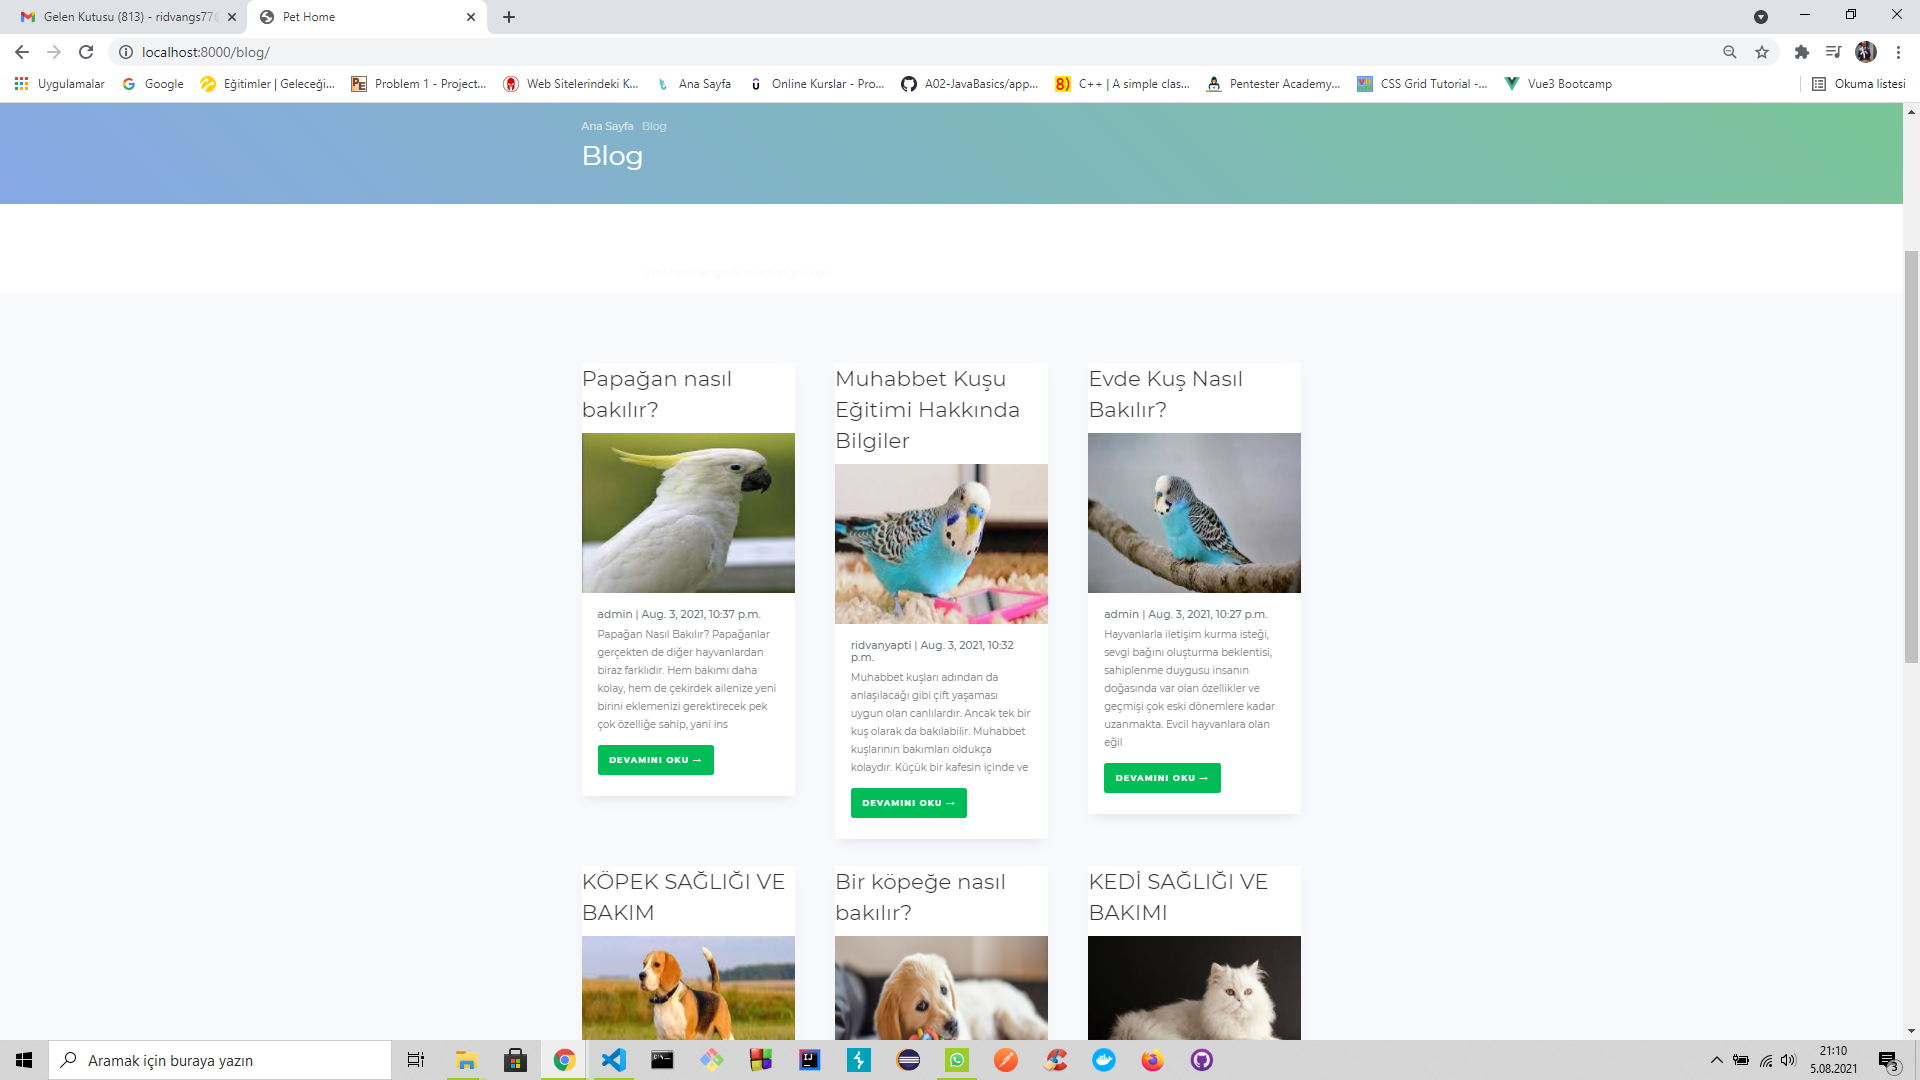 Gelen Kutusu (813) - ridvangs77
Pet Home
localhost:8000/blog/
Uygulamalar
Google
Eğitimler | Geleceği...
Problem 1 - Project...
Web Sitelerindeki K...
Ana Sayfa
Online Kurslar - Pro...
A02-JavaBasics/app...
C++ | A simple clas...
Pentester Academy...
CSS Grid Tutorial -...
Vue3 Bootcamp
Okuma listesi
Ana Sayfa Blog
Blog
Papağan nasıl
bakılır?
admin | Aug. 3, 2021, 10:37 p.m.
Papağan Nasıl Bakılır? Papağanlar
gerçekten de diğer hayvanlardan
biraz farklıdır. Hem bakımı daha
kolay, hem de çekirdek ailenize yeni
birini eklemenizi gerektirecek pek
çok özelliğe sahip, yani ins
DEVAMINI OKU →
Muhabbet Kuşu
Eğitimi Hakkında
Bilgiler
ridvanyapti | Aug. 3, 2021, 10:32
p.m.
Muhabbet kuşları adından da
anlaşılacağı gibi çift yaşaması
uygun olan canlılardır. Ancak tek bir
kuş olarak da bakılabilir. Muhabbet
kuşlarının bakımları oldukça
kolaydır. Küçük bir kafesin içinde ve
DEVAMINI OKU →
Evde Kuş Nasıl
Bakılır?
admin | Aug. 3, 2021, 10:27 p.m.
Hayvanlarla iletişim kurma isteği,
sevgi bağını oluşturma beklentisi,
sahiplenme duygusu insanın
doğasında var olan özellikler ve
geçmişi çok eski dönemlere kadar
uzanmakta. Evcil hayvanlara olan
eğil
DEVAMINI OKU →
KÖPEK SAĞLIĞI VE
BAKIM
Bir köpeğe nasıl
bakılır?
KEDİ SAĞLIĞI VE
BAKIMI
Aramak için buraya yazın
21:10
5.08.2021
3